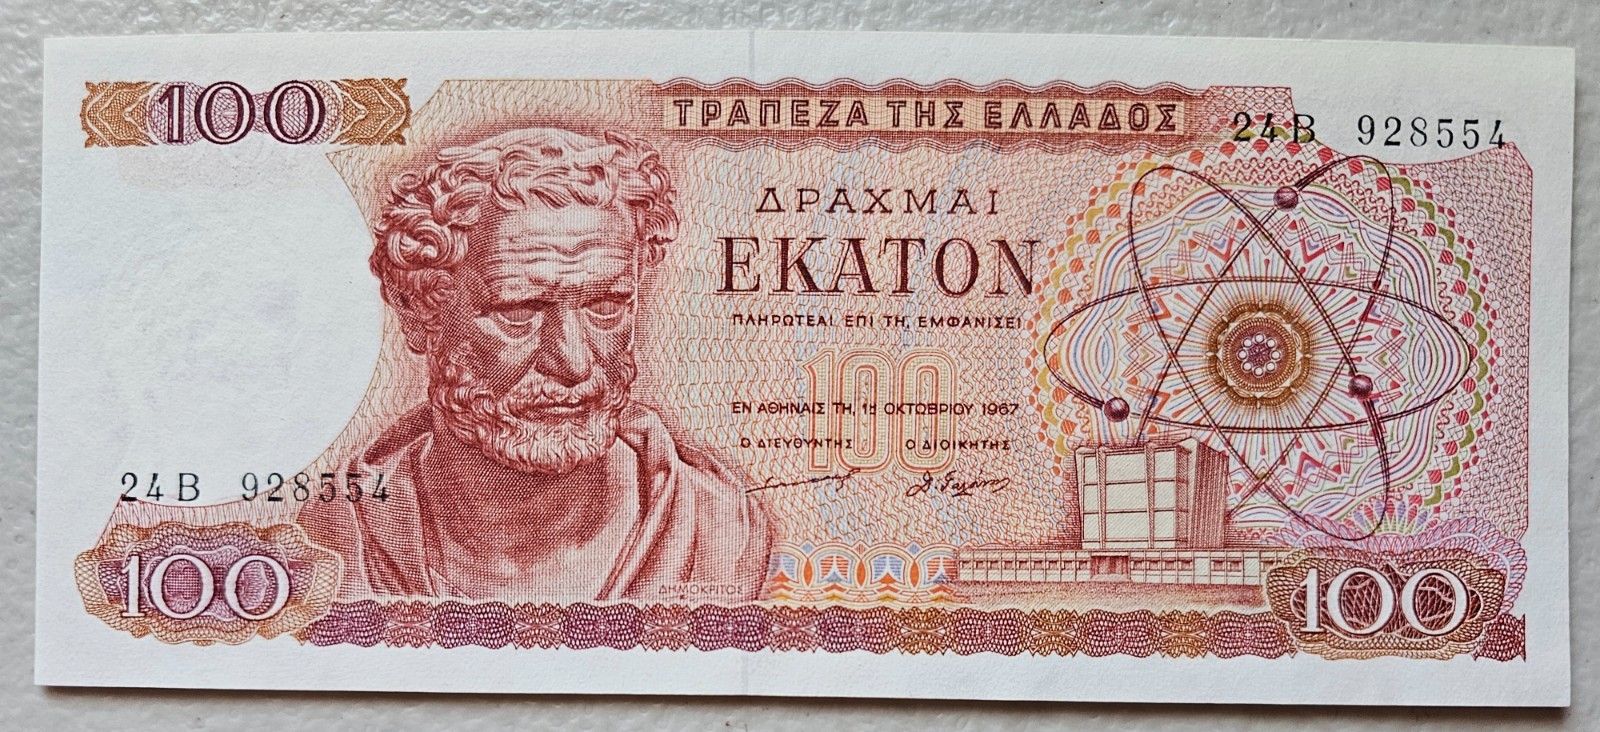 100
ΤΡΑΠΕΖΑ ΤΗΣ ΕΛΛΑΔΟΣ
24Β 928554
ΔΡΑΧΜΑΙ
ΕΚΑΤΟΝ
ΠΛΗΡΩΤΕΑΙ ΕΠΙ ΤΗ, ΕΜΦΑΝΙΣΕΙ
100
ΕΝ ΑΘΗΝΑΙΣ ΤΗ, 1ῃ ΟΚΤΩΒΡΙΟΥ 1967
Ο ΔΙΕΥΘΥΝΤΗΣ Ο ΔΙΟΙΚΗΤΗΣ
24Β 928554
ΔΗΜΟΚΡΙΤΟΣ
100
100